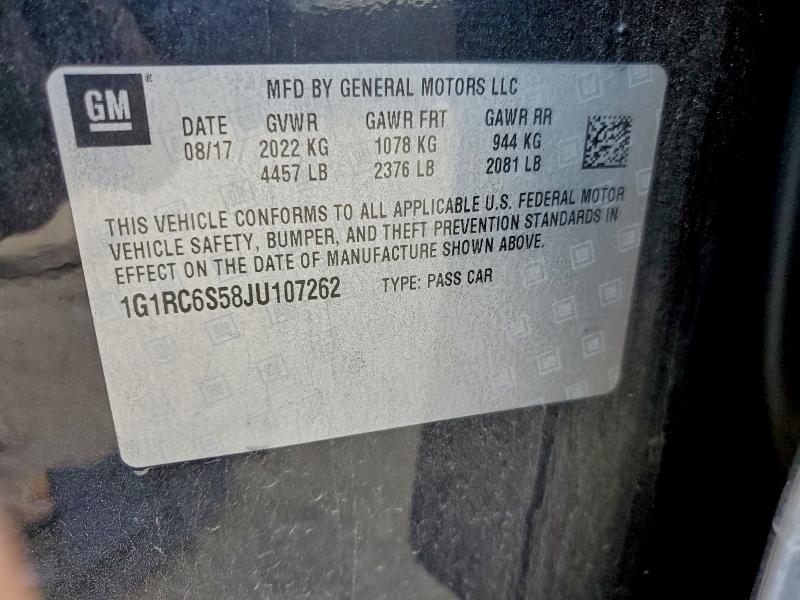 GM
MFD BY GENERAL MOTORS LLC
DATE GVWR GAWR FRT GAWR RR
08/17 2022 KG 1078 KG 944 KG
4457 LB 2376 LB 2081 LB
THIS VEHICLE CONFORMS TO ALL APPLICABLE U.S. FEDERAL MOTOR
VEHICLE SAFETY, BUMPER, AND THEFT PREVENTION STANDARDS IN
EFFECT ON THE DATE OF MANUFACTURE SHOWN ABOVE.
1G1RC6S58JU107262 TYPE: PASS CAR